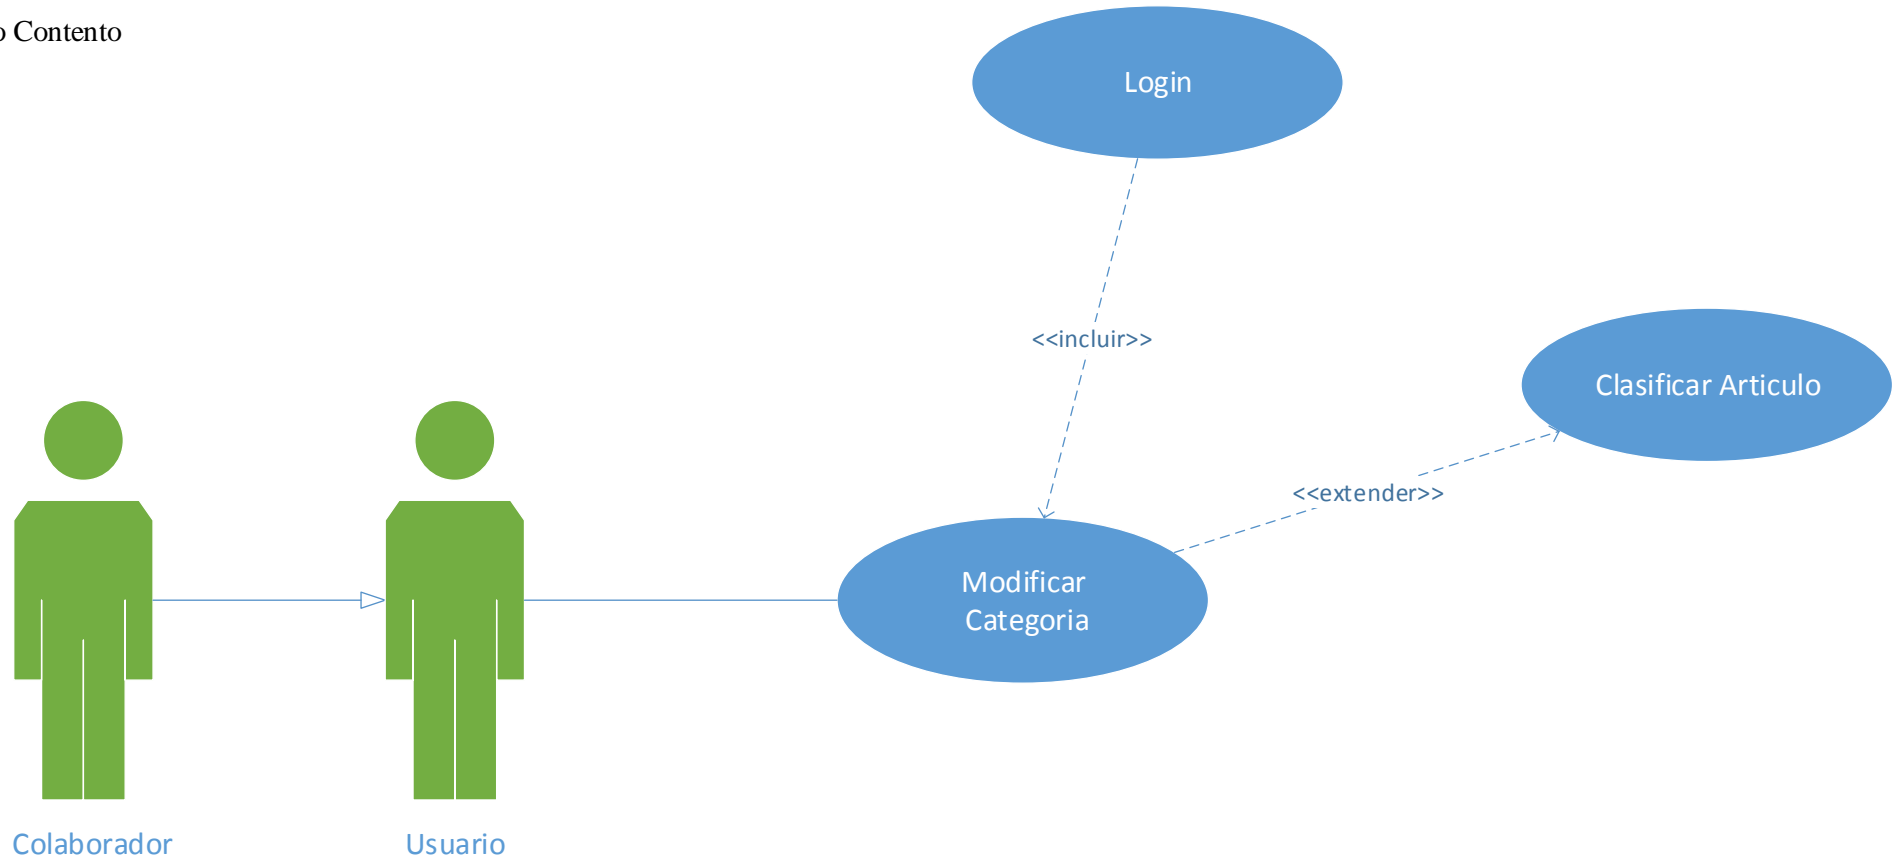 Contento
Login
<<incluir>>
Clasificar Articulo
<<extender>>
Modificar
Categoria
Colaborador
Usuario